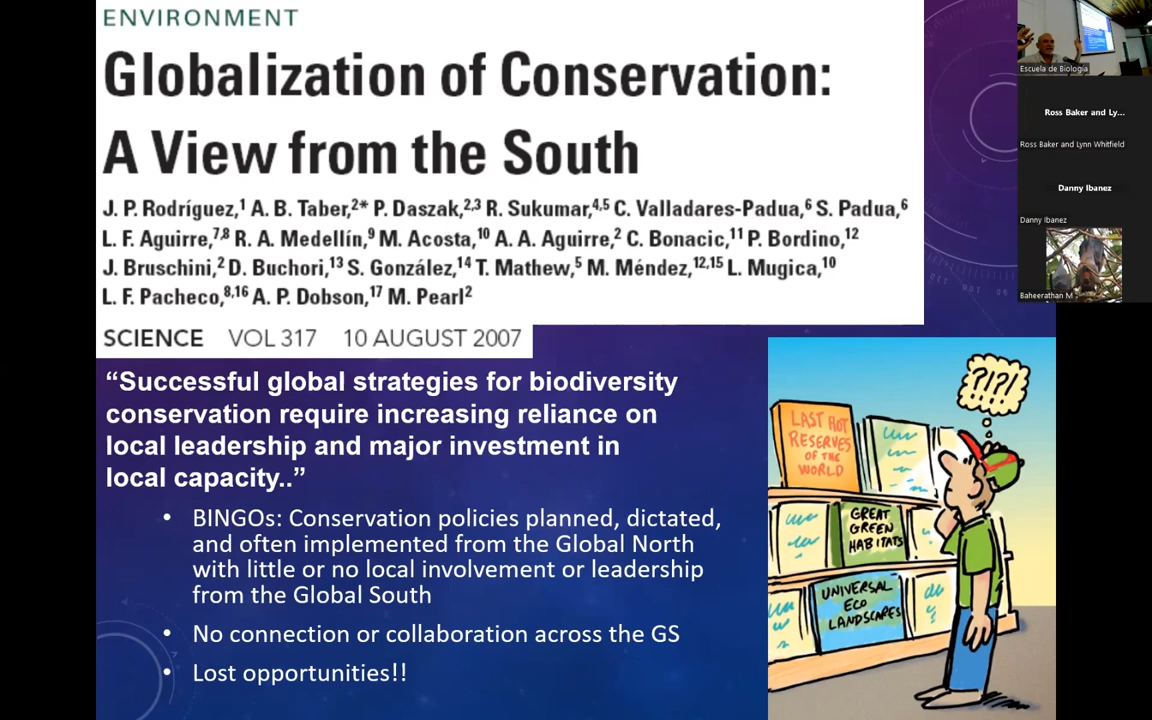 ENVIRONMENT
Globalization of Conservation:
A View from the South
J. P. Rodríguez,¹ A. B. Taber,²* P. Daszak,²,³ R. Sukumar,⁴,⁵ C. Valladares-Padua,⁶ S. Padua,⁶
L. F. Aguirre,⁷,⁸ R. A. Medellín,⁹ M. Acosta,¹⁰ A. A. Aguirre,² C. Bonacic,¹¹ P. Bordino,¹²
J. Bruschini,² D. Buchori,¹³ S. González,¹⁴ T. Mathew,⁵ M. Méndez,¹²,¹⁵ L. Mugica,¹⁰
L. F. Pacheco,⁸,¹⁶ A. P. Dobson,¹⁷ M. Pearl²
SCIENCE VOL 317 10 AUGUST 2007
“Successful global strategies for biodiversity
conservation require increasing reliance on
local leadership and major investment in
local capacity..”
• BINGOs: Conservation policies planned, dictated,
and often implemented from the Global North
with little or no local involvement or leadership
from the Global South
• No connection or collaboration across the GS
• Lost opportunities!!
?!?!
LAST HOT
RESERVES
OF THE
WORLD
GREAT
GREEN
HABITATS
UNIVERSAL
ECO
LANDSCAPES
Escuela de Biología
Ross Baker and Ly...
Ross Baker and Lynn Whitfield
Danny Ibanez
Danny Ibanez
Baheerathan M